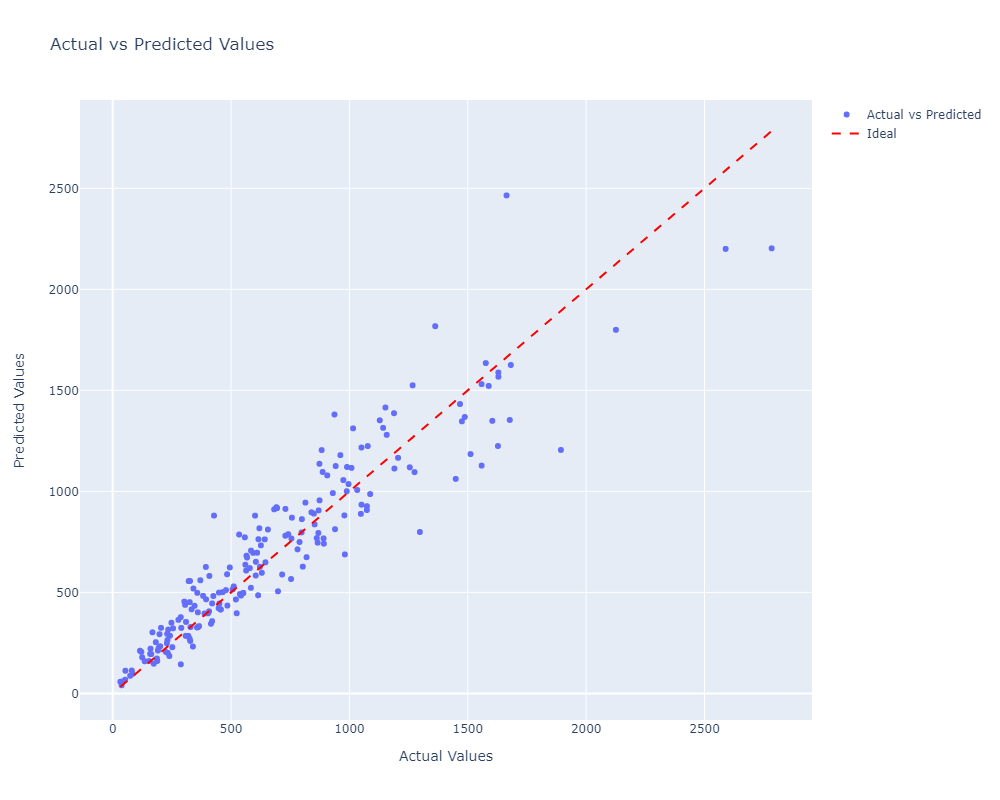 Actual vs Predicted Values
Actual vs Predicted
Ideal
2500
2000
1500
1000
500
0
Predicted Values
0
500
1000
1500
2000
2500
Actual Values